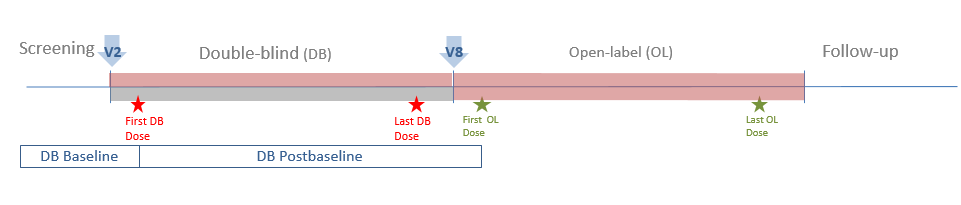 Screening
V2
Double-blind (DB)
V8
Open-label (OL)
Follow-up
First DB
Dose
Last DB
Dose
First  OL
Dose
Last OL
Dose
DB Baseline
DB Postbaseline